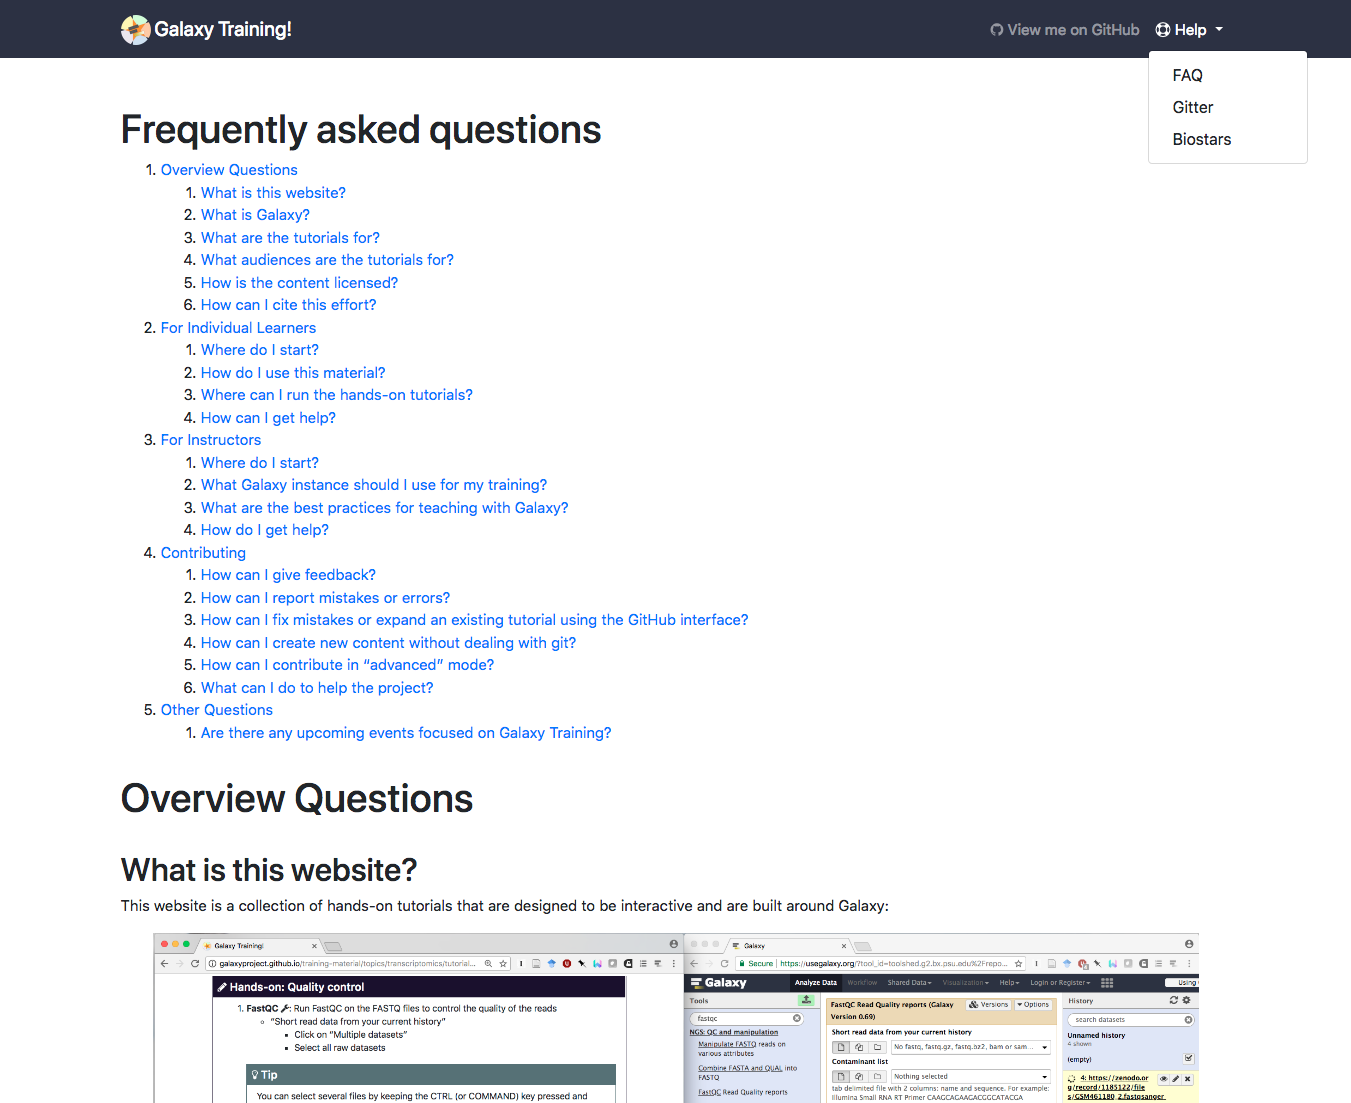 Galaxy Training!
View me on GitHub
Help
FAQ
Gitter
Biostars
Frequently asked questions
1. Overview Questions
1. What is this website?
2. What is Galaxy?
3. What are the tutorials for?
4. What audiences are the tutorials for?
5. How is the content licensed?
6. How can I cite this effort?
2. For Individual Learners
1. Where do I start?
2. How do I use this material?
3. Where can I run the hands-on tutorials?
4. How can I get help?
3. For Instructors
1. Where do I start?
2. What Galaxy instance should I use for my training?
3. What are the best practices for teaching with Galaxy?
4. How do I get help?
4. Contributing
1. How can I give feedback?
2. How can I report mistakes or errors?
3. How can I fix mistakes or expand an existing tutorial using the GitHub interface?
4. How can I create new content without dealing with git?
5. How can I contribute in “advanced” mode?
6. What can I do to help the project?
5. Other Questions
1. Are there any upcoming events focused on Galaxy Training?
Overview Questions
What is this website?
This website is a collection of hands-on tutorials that are designed to be interactive and are built around Galaxy:
Galaxy Training!
galaxyproject.github.io/training-material/topics/transcriptomics/tutorial...
Hands-on: Quality control
1. FastQC : Run FastQC on the FASTQ files to control the quality of the reads
“Short read data from your current history”
Click on “Multiple datasets”
Select all raw datasets
Tip
You can select several files by keeping the CTRL (or COMMAND) key pressed and
Galaxy
Secure | https://usegalaxy.org/?tool_id=toolshed.g2.bx.psu.edu%2Frepo...
Galaxy
Analyze Data
Workflow
Shared Data
Visualization
Help
Login or Register
Using
Tools
fastqc
NGS: QC and manipulation
Manipulate FASTQ reads on
various attributes
Combine FASTA and QUAL into
FASTQ
FastQC Read Quality reports
FastQC Read Quality reports (Galaxy
Version 0.69)
Versions
Options
Short read data from your current history
No fastq, fastq.gz, fastq.bz2, bam or sam...
Contaminant list
Nothing selected
tab delimited file with 2 columns: name and sequence. For example:
Illumina Small RNA RT Primer CAAGCAGAAGACGGCATACGA
History
search datasets
Unnamed history
4 shown
(empty)
4: https://zenodo.or
g/record/1185122/file
s/GSM461180_2.fastqsanger